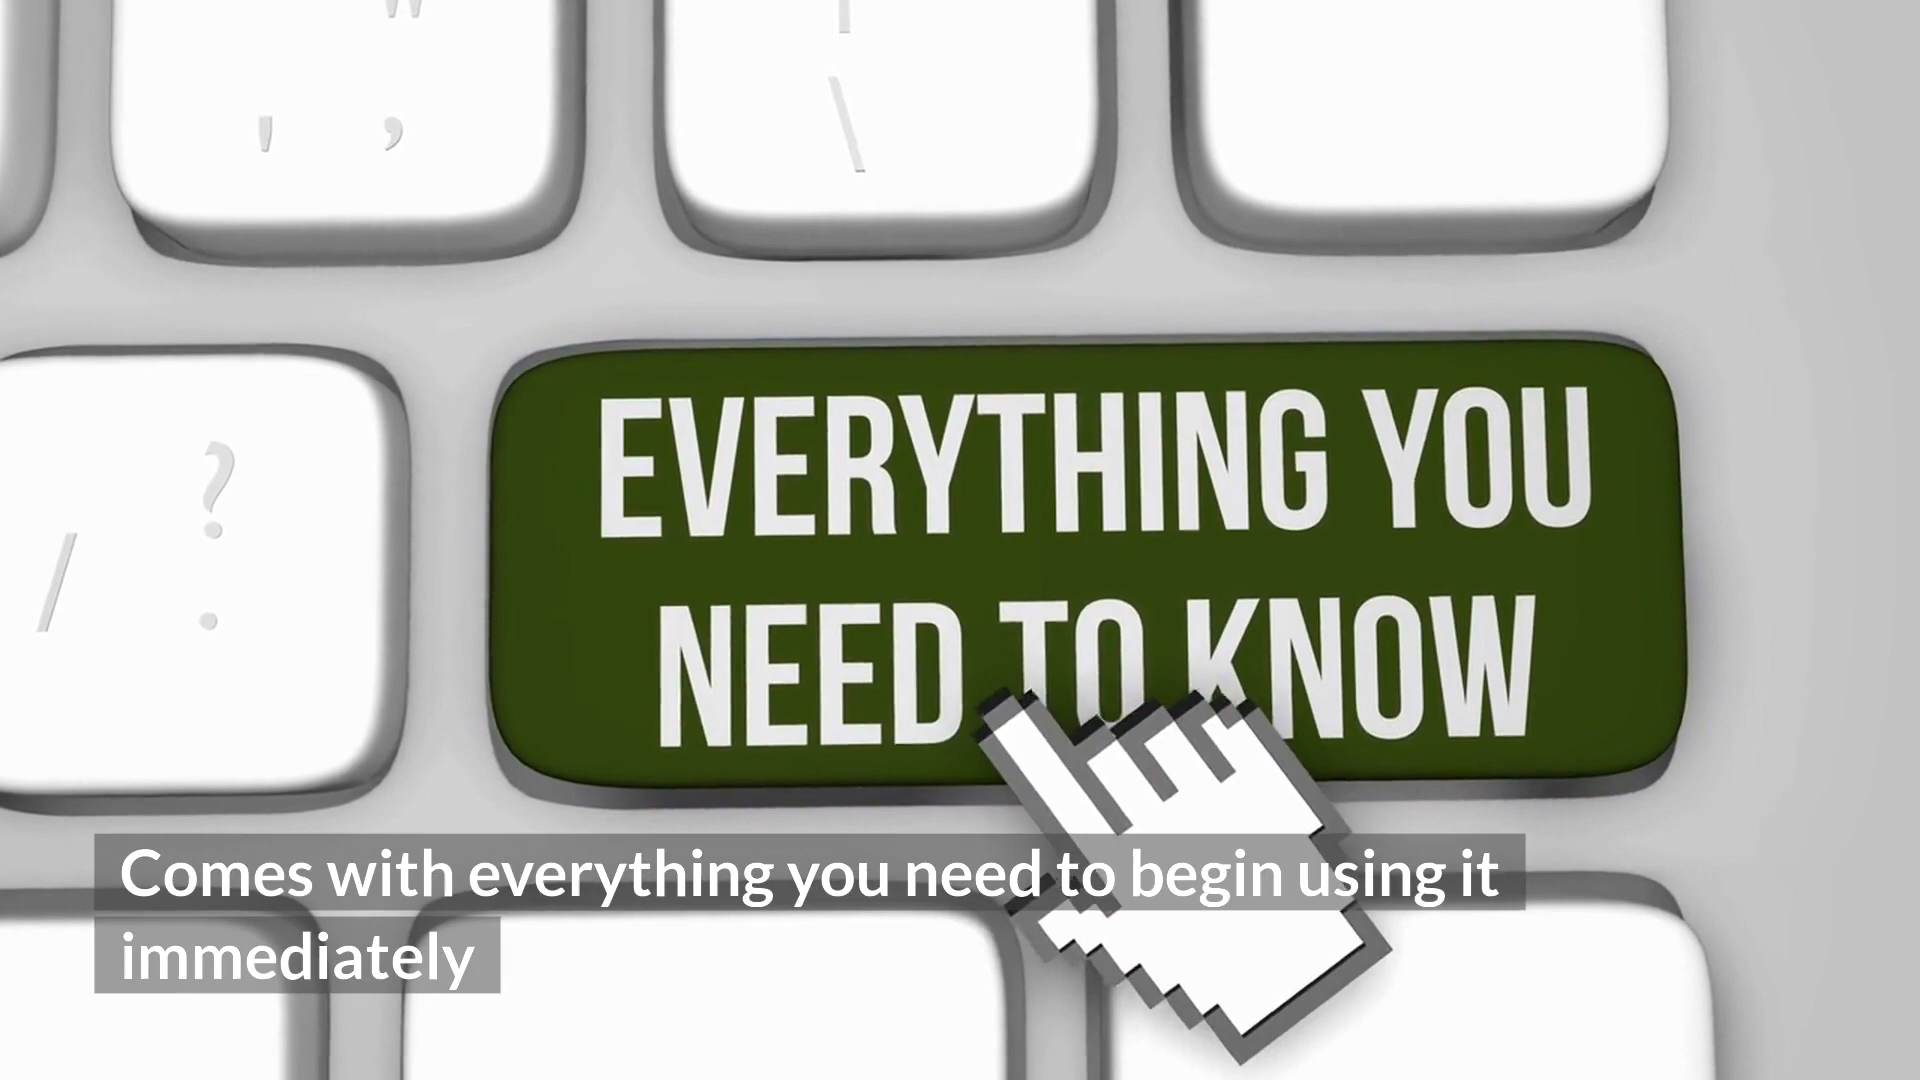 "
|
' ,
\
EVERYTHING YOU
?
/ .
NEED TO KNOW
Comes with everything you need to begin using it
immediately